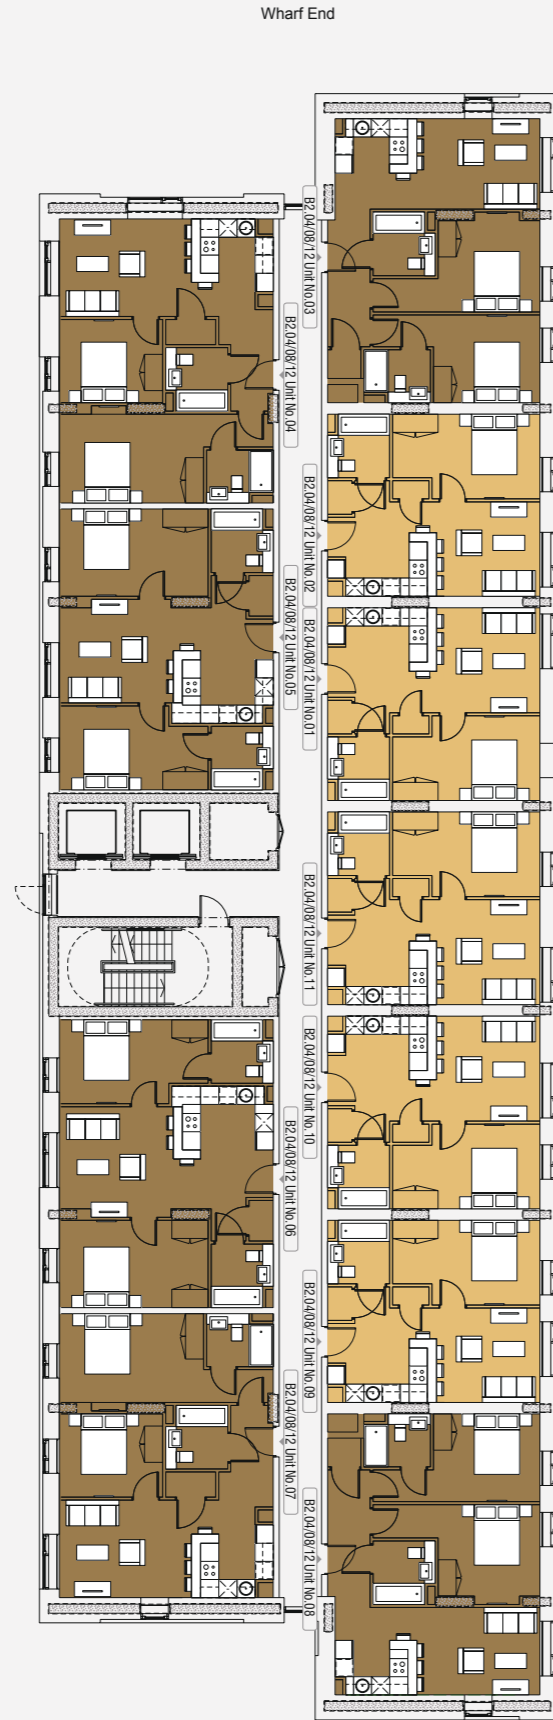 Wharf End
B2.04/08/12 Unit No.03
B2.04/08/12 Unit No.04
B2.04/08/12 Unit No.02
B2.04/08/12 Unit No.05
B2.04/08/12 Unit No.01
B2.04/08/12 Unit No.11
B2.04/08/12 Unit No.10
B2.04/08/12 Unit No.06
B2.04/08/12 Unit No.09
B2.04/08/12 Unit No.07
B2.04/08/12 Unit No.08